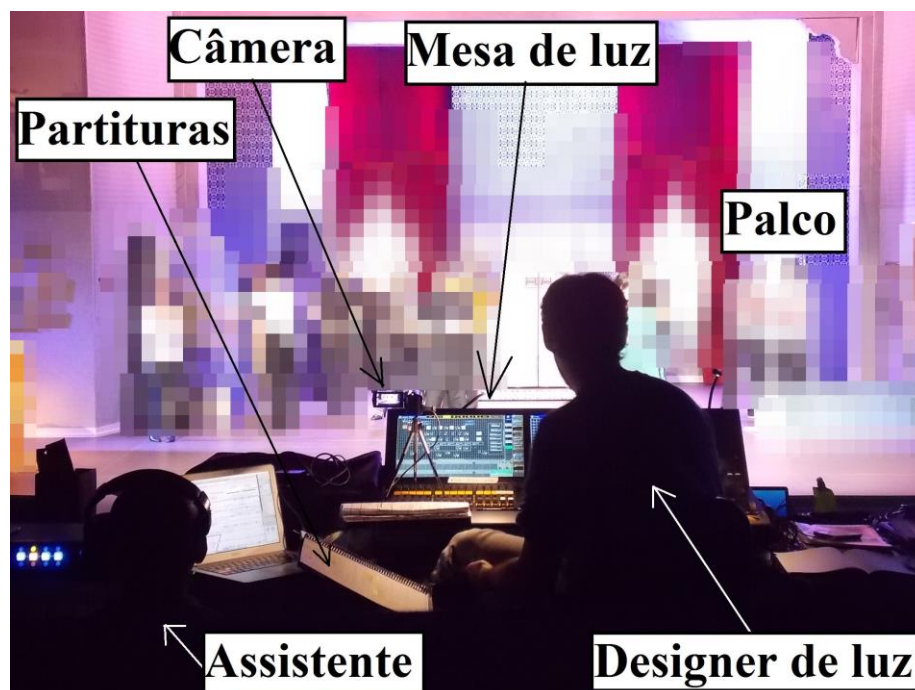 Câmera
Mesa de luz
Partituras
Palco
Assistente
Designer de luz